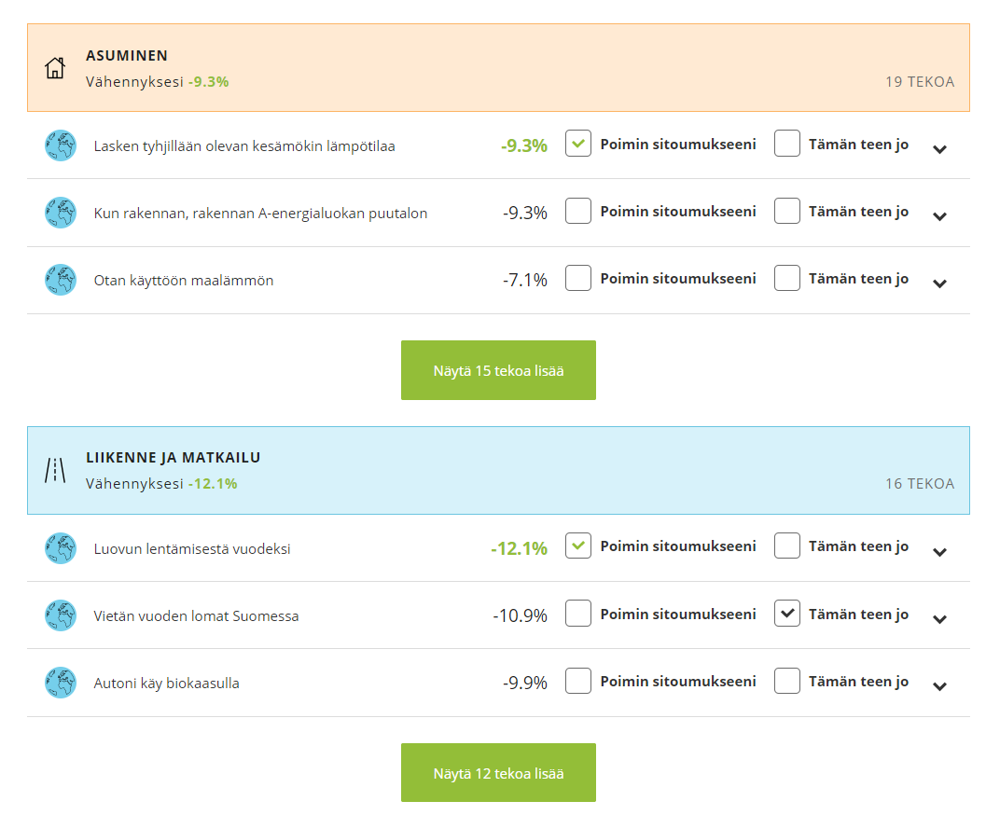 ASUMINEN
Vähennyksesi -9.3%
19 TEKOA
Lasken tyhjillään olevan kesämökin lämpötilaa -9.3% Poimin sitoumukseeni Tämän teen jo
Kun rakennan, rakennan A-energialuokan puutalon -9.3% Poimin sitoumukseeni Tämän teen jo
Otan käyttöön maalämmön -7.1% Poimin sitoumukseeni Tämän teen jo
Näytä 15 tekoa lisää
LIIKENNE JA MATKAILU
Vähennyksesi -12.1%
16 TEKOA
Luovun lentämisestä vuodeksi -12.1% Poimin sitoumukseeni Tämän teen jo
Vietän vuoden lomat Suomessa -10.9% Poimin sitoumukseeni Tämän teen jo
Autoni käy biokaasulla -9.9% Poimin sitoumukseeni Tämän teen jo
Näytä 12 tekoa lisää